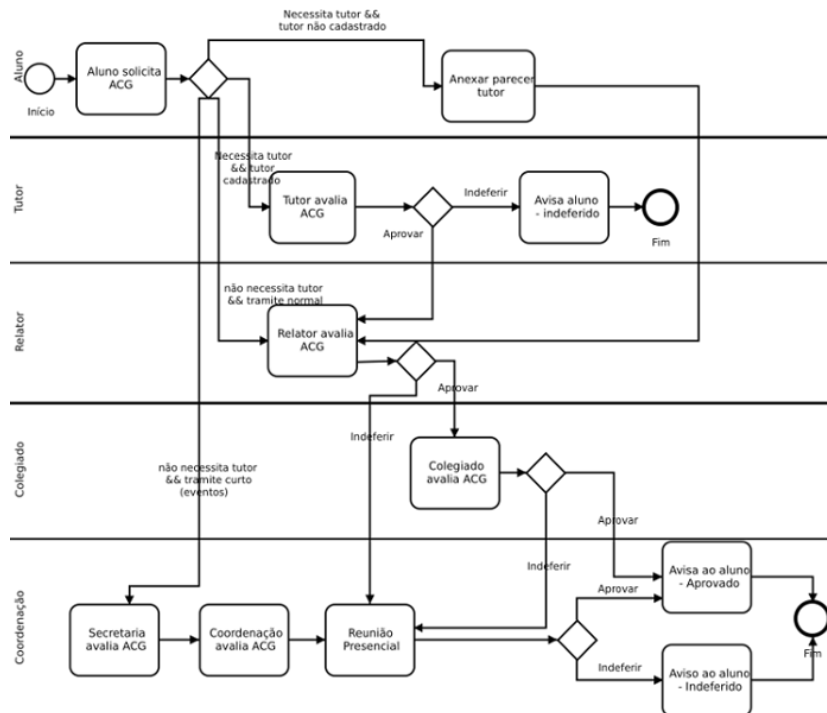 Necessita tutor &&
tutor não cadastrado
Aluno
Aluno solicita
ACG
Anexar parecer
tutor
Início
Necessita tutor
&& tutor
cadastrado
Tutor
Tutor avalia
ACG
Indeferir
Aprovar
Avisa aluno
- indeferido
Fim
não necessita tutor
&& tramite normal
Relator
Relator avalia
ACG
Aprovar
Indeferir
Colegiado
Colegiado
avalia ACG
não necessita tutor
&& tramite curto
(eventos)
Aprovar
Indeferir
Coordenação
Secretaria
avalia ACG
Coordenação
avalia ACG
Reunião
Presencial
Aprovar
Indeferir
Avisa ao aluno
- Aprovado
Aviso ao aluno
- Indeferido
Fim